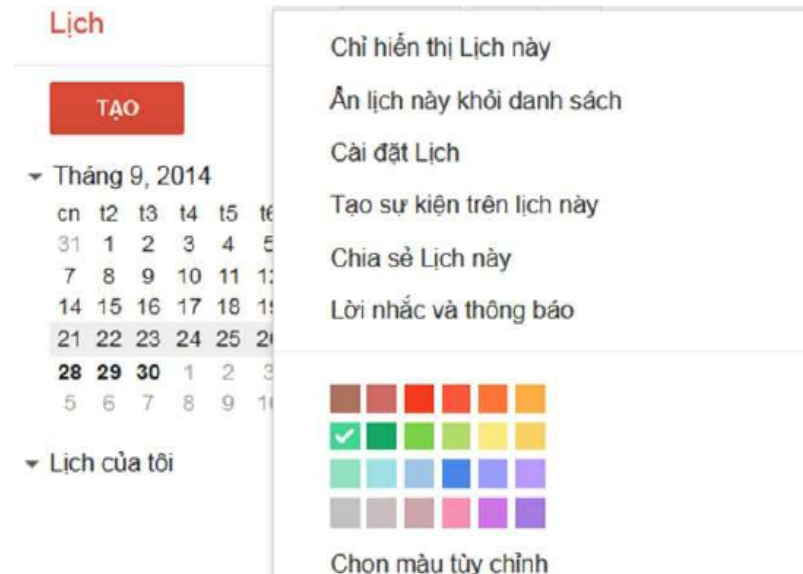 Lịch
TẠO
Tháng 9, 2014
cn t2 t3 t4 t5
31 1 2 3 4
7 8 9 10 11
14 15 16 17 18
21 22 23 24 25
28 29 30 1 2
5 6 7 8 9
Lịch của tôi
Chỉ hiển thị Lịch này
Ẩn lịch này khỏi danh sách
Cài đặt Lịch
Tạo sự kiện trên lịch này
Chia sẻ Lịch này
Lời nhắc và thông báo
Chọn màu tùy chỉnh